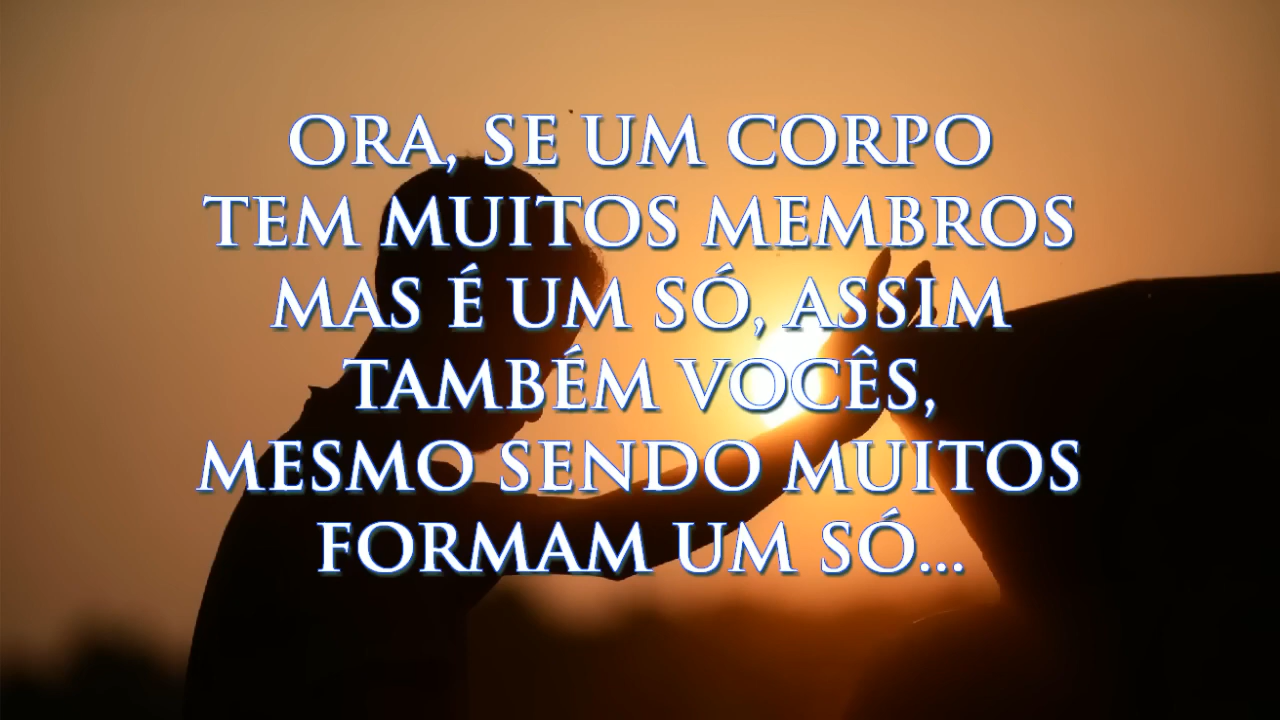 ORA, SE UM CORPO
TEM MUITOS MEMBROS
MAS É UM SÓ, ASSIM
TAMBÉM VOCÊS,
MESMO SENDO MUITOS
FORMAM UM SÓ...